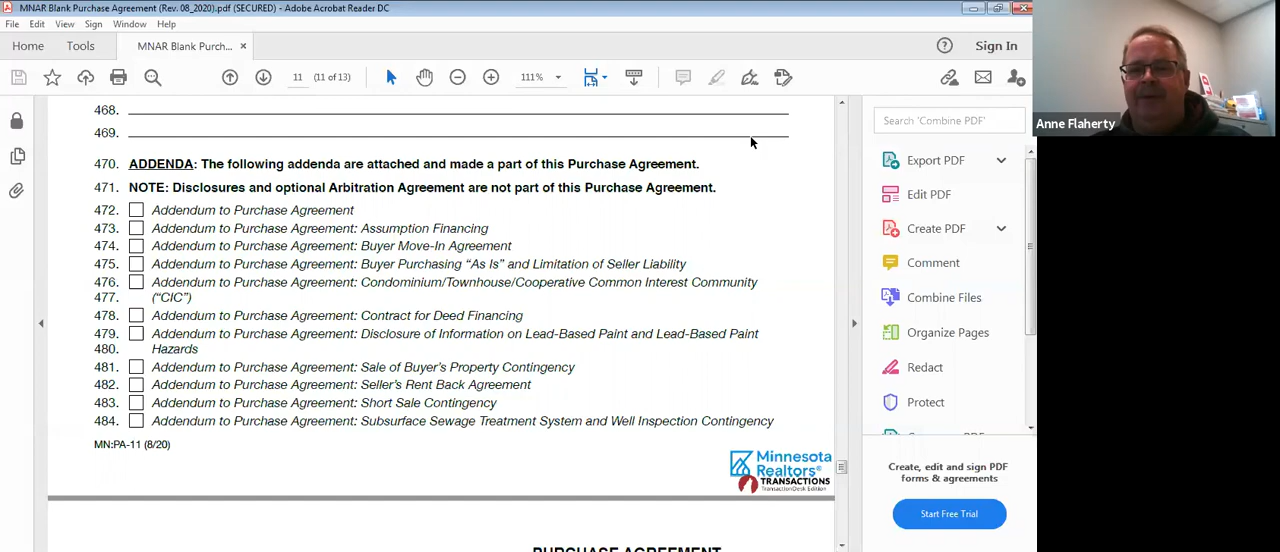 MNAR Blank Purchase Agreement (Rev. 08_2020).pdf (SECURED) - Adobe Acrobat Reader DC
File Edit View Sign Window Help
Home Tools MNAR Blank Purch... × Sign In
11 (11 of 13) 111%
468.
469.
470. ADDENDA: The following addenda are attached and made a part of this Purchase Agreement.
471. NOTE: Disclosures and optional Arbitration Agreement are not part of this Purchase Agreement.
472. Addendum to Purchase Agreement
473. Addendum to Purchase Agreement: Assumption Financing
474. Addendum to Purchase Agreement: Buyer Move-In Agreement
475. Addendum to Purchase Agreement: Buyer Purchasing “As Is” and Limitation of Seller Liability
476. Addendum to Purchase Agreement: Condominium/Townhouse/Cooperative Common Interest Community
477. (“CIC”)
478. Addendum to Purchase Agreement: Contract for Deed Financing
479. Addendum to Purchase Agreement: Disclosure of Information on Lead-Based Paint and Lead-Based Paint
480. Hazards
481. Addendum to Purchase Agreement: Sale of Buyer’s Property Contingency
482. Addendum to Purchase Agreement: Seller’s Rent Back Agreement
483. Addendum to Purchase Agreement: Short Sale Contingency
484. Addendum to Purchase Agreement: Subsurface Sewage Treatment System and Well Inspection Contingency
MN:PA-11 (8/20)
Minnesota
Realtors®
TRANSACTIONS
TransactionDesk Edition
PURCHASE AGREEMENT
Search 'Combine PDF'
Export PDF
Edit PDF
Create PDF
Comment
Combine Files
Organize Pages
Redact
Protect
Create, edit and sign PDF
forms & agreements
Start Free Trial
Anne Flaherty